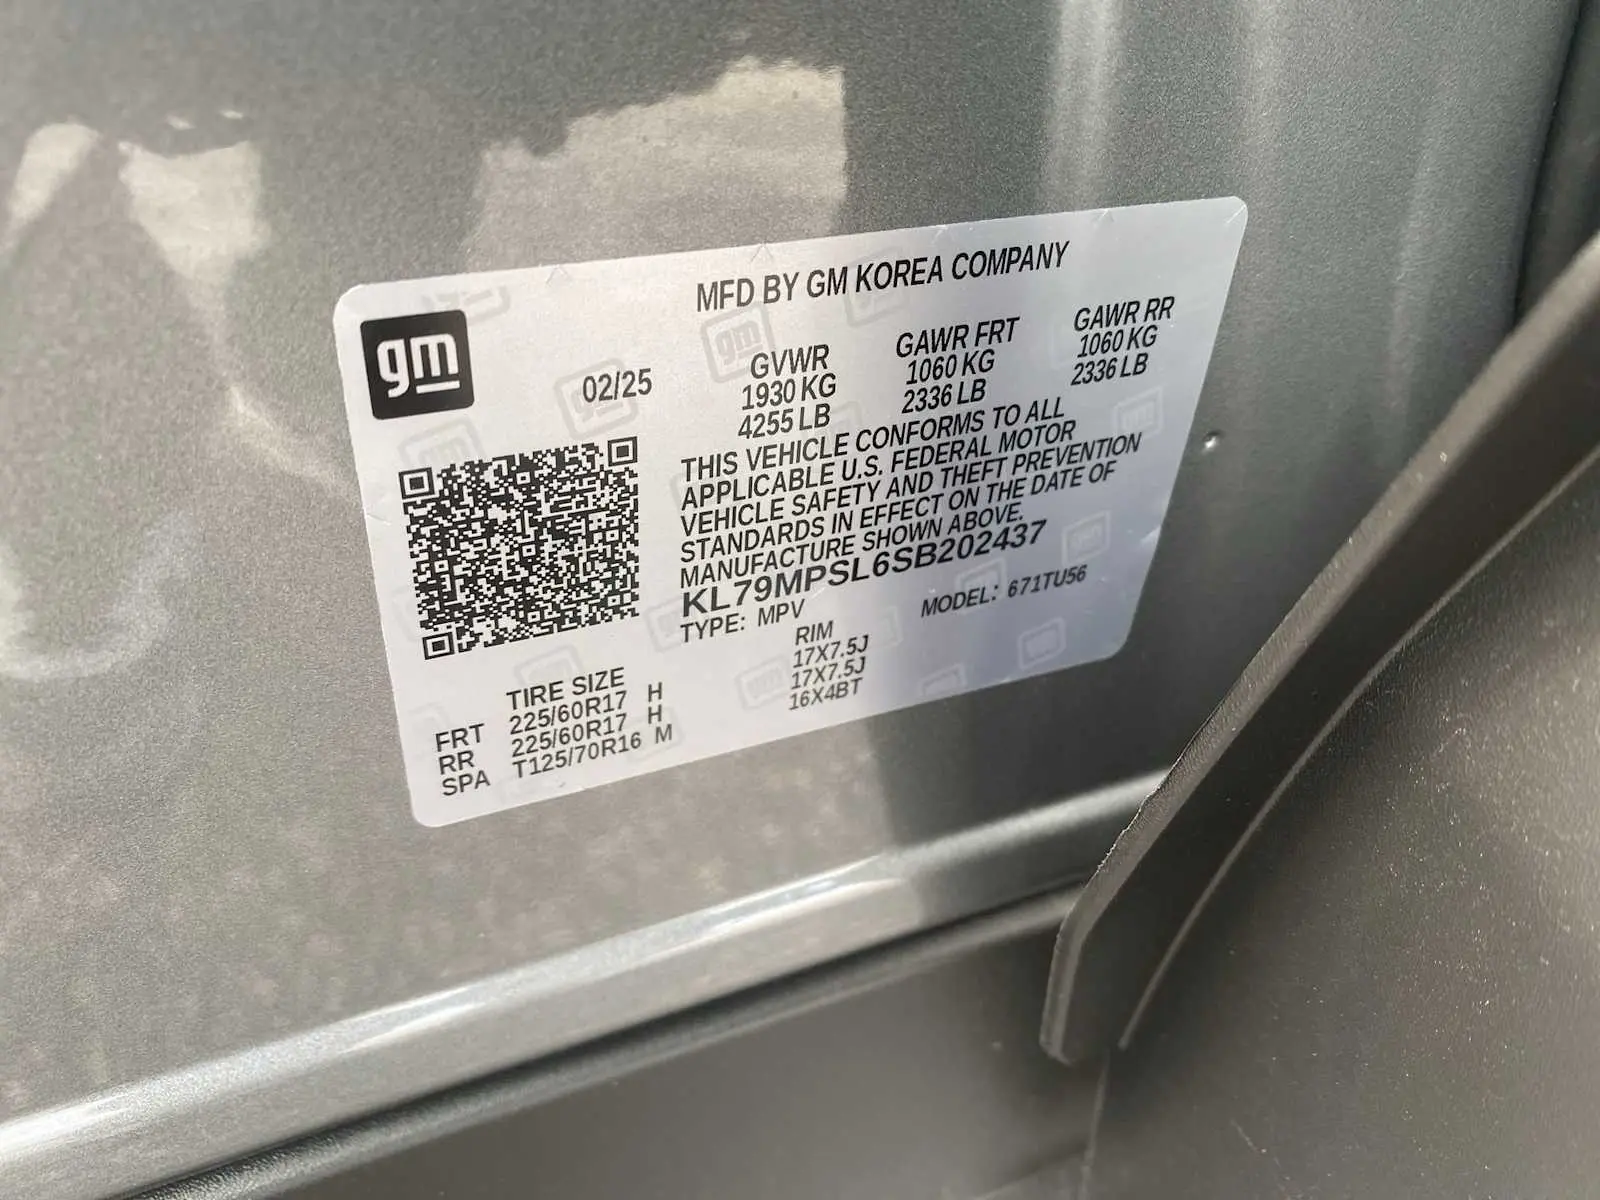 MFD BY GM KOREA COMPANY
gm
02/25
GVWR
1930 KG
4255 LB
GAWR FRT
1060 KG
2336 LB
GAWR RR
1060 KG
2336 LB
THIS VEHICLE CONFORMS TO ALL
APPLICABLE U.S. FEDERAL MOTOR
VEHICLE SAFETY AND THEFT PREVENTION
STANDARDS IN EFFECT ON THE DATE OF
MANUFACTURE SHOWN ABOVE.
KL79MPSL6SB202437
TYPE: MPV MODEL: 671TU56
TIRE SIZE RIM
FRT 225/60R17 H 17X7.5J
RR 225/60R17 H 17X7.5J
SPA T125/70R16 M 16X4BT